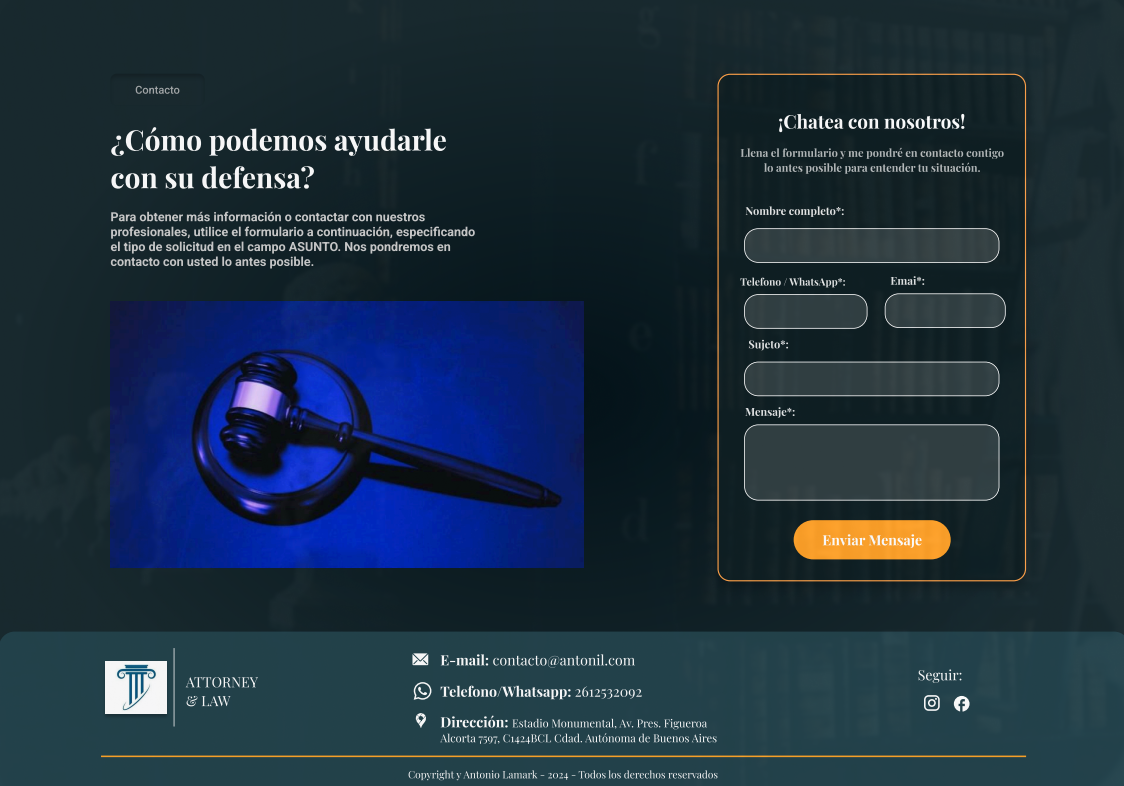 Contacto
¿Cómo podemos ayudarle
con su defensa?
Para obtener más información o contactar con nuestros
profesionales, utilice el formulario a continuación, especificando
el tipo de solicitud en el campo ASUNTO. Nos pondremos en
contacto con usted lo antes posible.
¡Chatea con nosotros!
Llena el formulario y me pondré en contacto contigo
lo antes posible para entender tu situación.
Nombre completo*:
Telefono / WhatsApp*:
Emai*:
Sujeto*:
Mensaje*:
Enviar Mensaje
ATTORNEY
& LAW
E-mail: contacto@antonil.com
Telefono/Whatsapp: 2612532092
Dirección: Estadio Monumental, Av. Pres. Figueroa
Alcorta 7597, C1424BCL Cdad. Autónoma de Buenos Aires
Seguir:
Copyright y Antonio Lamark - 2024 - Todos los derechos reservados